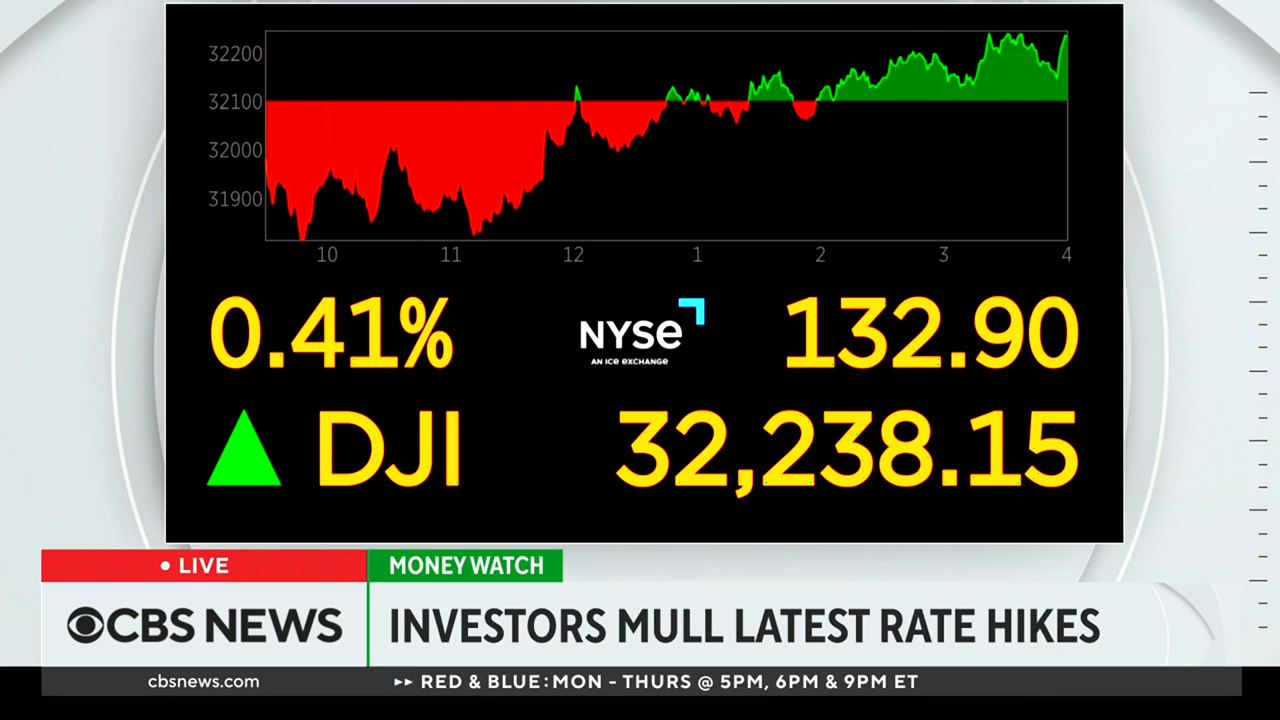 32200
32100
32000
31900
10 11 12 1 2 3 4
0.41% NYSE 132.90
AN ICE EXCHANGE
DJI 32,238.15
LIVE MONEY WATCH
CBS NEWS INVESTORS MULL LATEST RATE HIKES
cbsnews.com RED & BLUE: MON - THURS @ 5PM, 6PM & 9PM ET